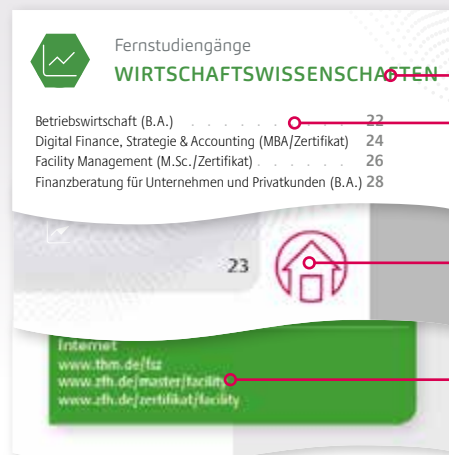 Fernstudiengänge
WIRTSCHAFTSWISSENSCHAFTEN
Betriebswirtschaft (B.A.) . . . . . . . . . . 22
Digital Finance, Strategie & Accounting (MBA/Zertifikat) 24
Facility Management (M.Sc./Zertifikat) . . . . . . 26
Finanzberatung für Unternehmen und Privatkunden (B.A.) 28
23
Internet
www.thm.de/fsz
www.zfh.de/master/facility
www.zfh.de/zertifikat/facility